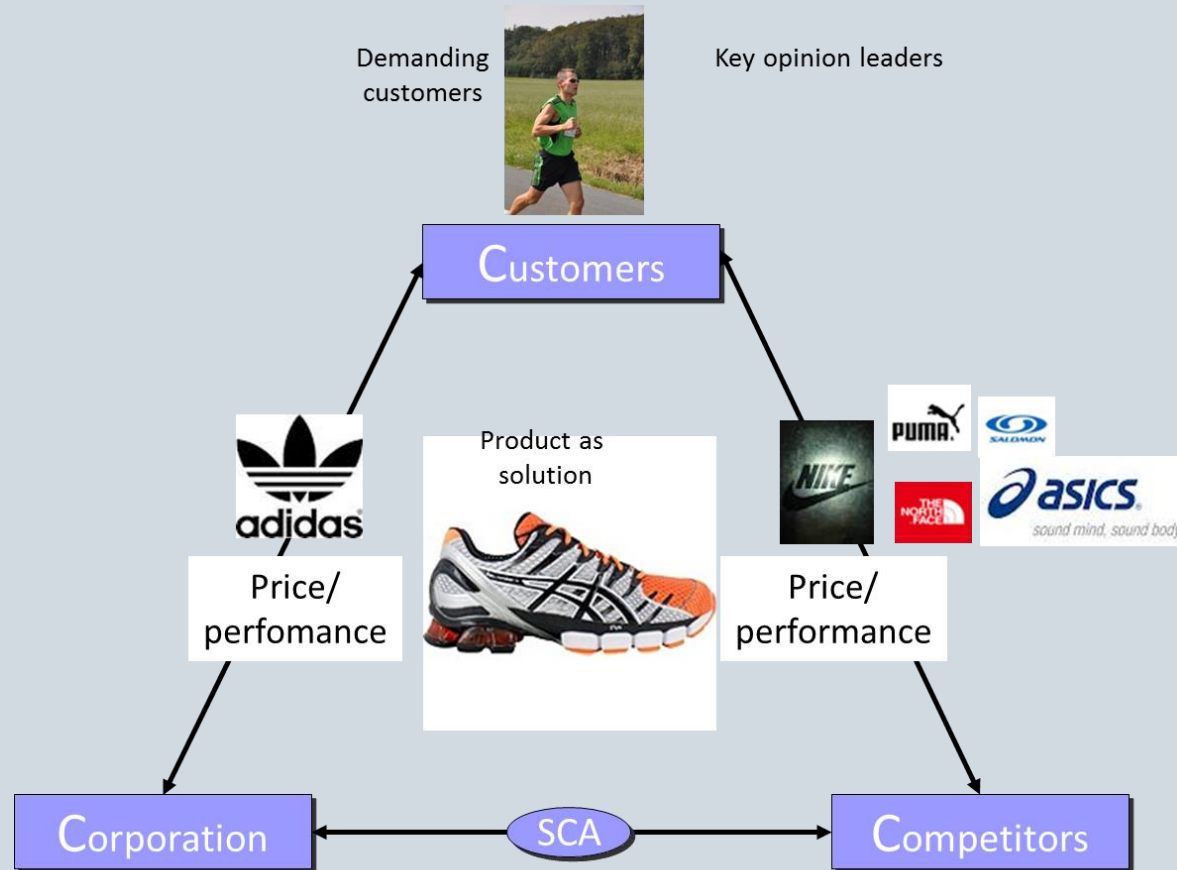 Demanding
customers
Key opinion leaders
Customers
adidas
Product as
solution
NIKE
PUMA
SALOMON
THE
NORTH
FACE
asics
sound mind, sound body
Price/
perfomance
Price/
performance
Corporation
SCA
Competitors